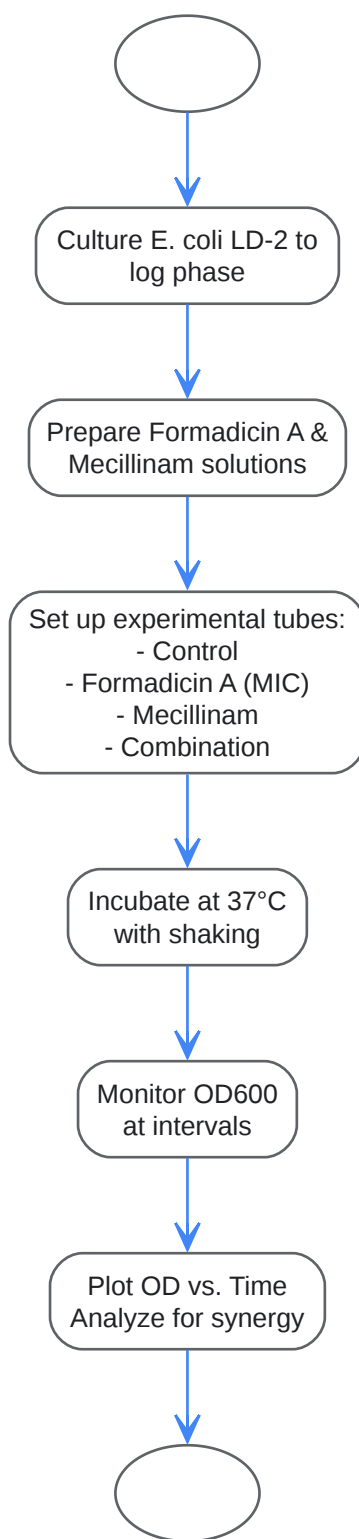 Culture E. coli LD-2 to
log phase
Prepare Formadicin A &
Mecillinam solutions
Set up experimental tubes:
- Control
- Formadicin A (MIC)
- Mecillinam
- Combination
Incubate at 37°C
with shaking
Monitor OD600
at intervals
Plot OD vs. Time
Analyze for synergy